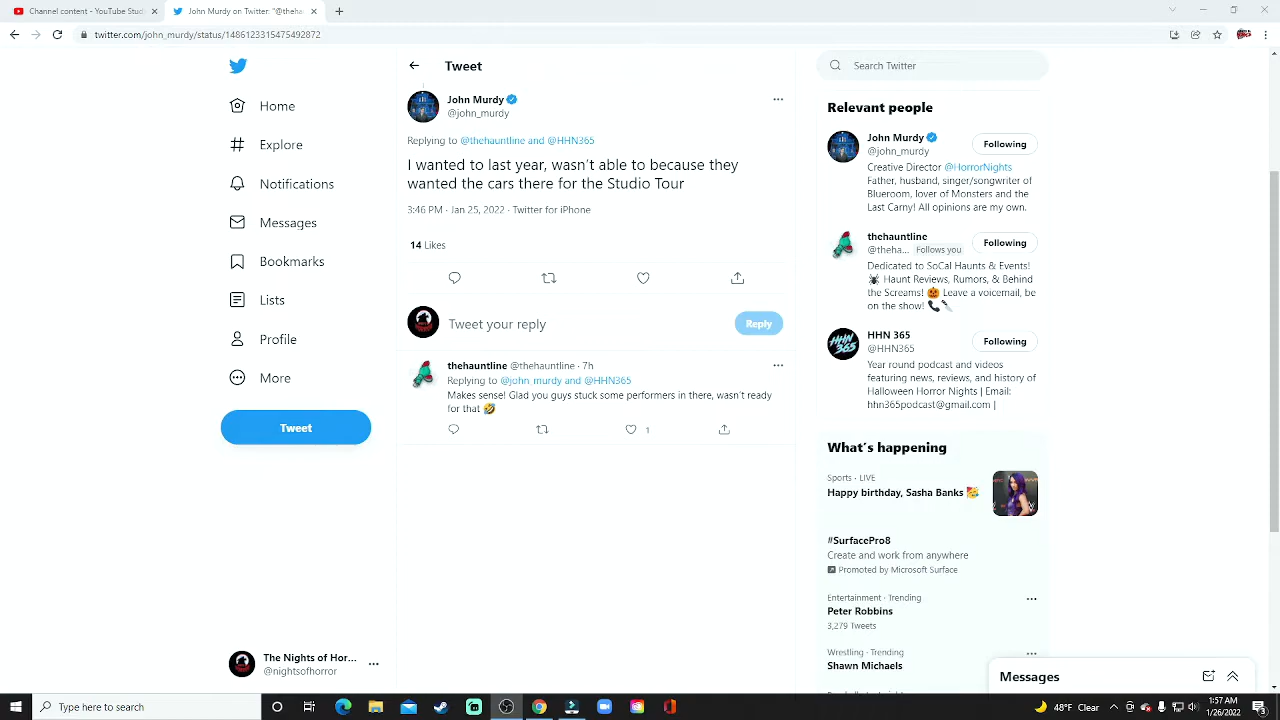 Channel content - YouTube Studi
John Murdy on Twitter: "@theha
twitter.com/john_murdy/status/1486123315475492872
Tweet
Search Twitter
Home
Explore
Notifications
Messages
Bookmarks
Lists
Profile
More
Tweet
The Nights of Hor...
@nightsofhorror
John Murdy
@john_murdy
Replying to @thehauntline and @HHN365
I wanted to last year, wasn't able to because they
wanted the cars there for the Studio Tour
3:46 PM · Jan 25, 2022 · Twitter for iPhone
14 Likes
Tweet your reply
Reply
thehauntline @thehauntline · 7h
Replying to @john_murdy and @HHN365
Makes sense! Glad you guys stuck some performers in there, wasn't ready
for that 🤣
1
Relevant people
John Murdy
@john_murdy
Following
Creative Director @HorrorNights
Father, husband, singer/songwriter of
Blueroom, lover of Monsters and the
Last Carny! All opinions are my own.
thehauntline
@theha... Follows you
Following
Dedicated to SoCal Haunts & Events!
🕷 Haunt Reviews, Rumors, & Behind
the Screams! 🎃 Leave a voicemail, be
on the show! 📞🔪
HHN 365
@HHN365
Following
Year round podcast and videos
featuring news, reviews, and history of
Halloween Horror Nights | Email:
hhn365podcast@gmail.com |
What's happening
Sports · LIVE
Happy birthday, Sasha Banks 🥳
#SurfacePro8
Create and work from anywhere
Promoted by Microsoft Surface
Entertainment · Trending
Peter Robbins
3,279 Tweets
Wrestling · Trending
Shawn Michaels
Messages
Type here to search
48°F Clear
1:57 AM
1/26/2022